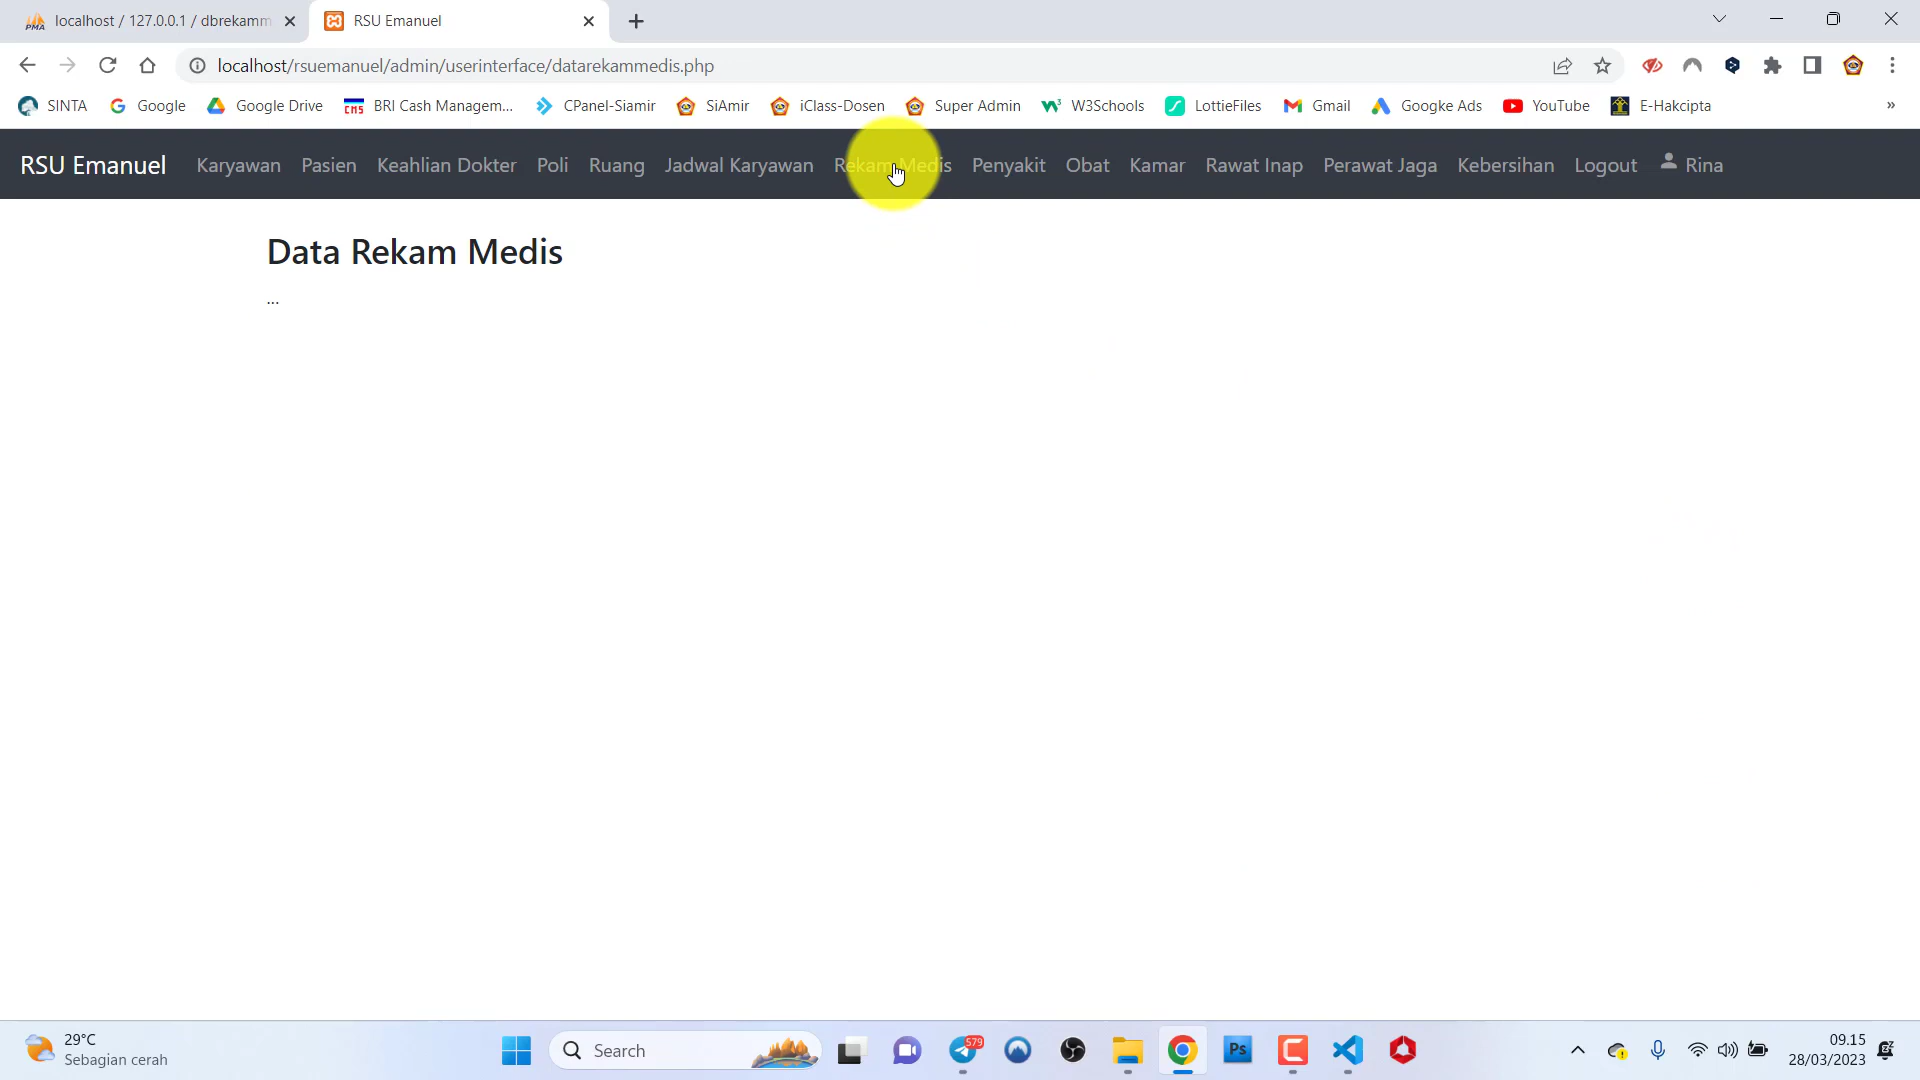 localhost / 127.0.0.1 / dbrekamm
RSU Emanuel
localhost/rsuemanuel/admin/userinterface/datarekammedis.php
SINTA Google Google Drive BRI Cash Managem... CPanel-Siamir SiAmir iClass-Dosen Super Admin W3Schools LottieFiles Gmail Googke Ads YouTube E-Hakcipta »
RSU Emanuel Karyawan Pasien Keahlian Dokter Poli Ruang Jadwal Karyawan Rekam Medis Penyakit Obat Kamar Rawat Inap Perawat Jaga Kebersihan Logout Rina
Data Rekam Medis
...
29°C
Sebagian cerah
Search
579
Ps
09.15
28/03/2023